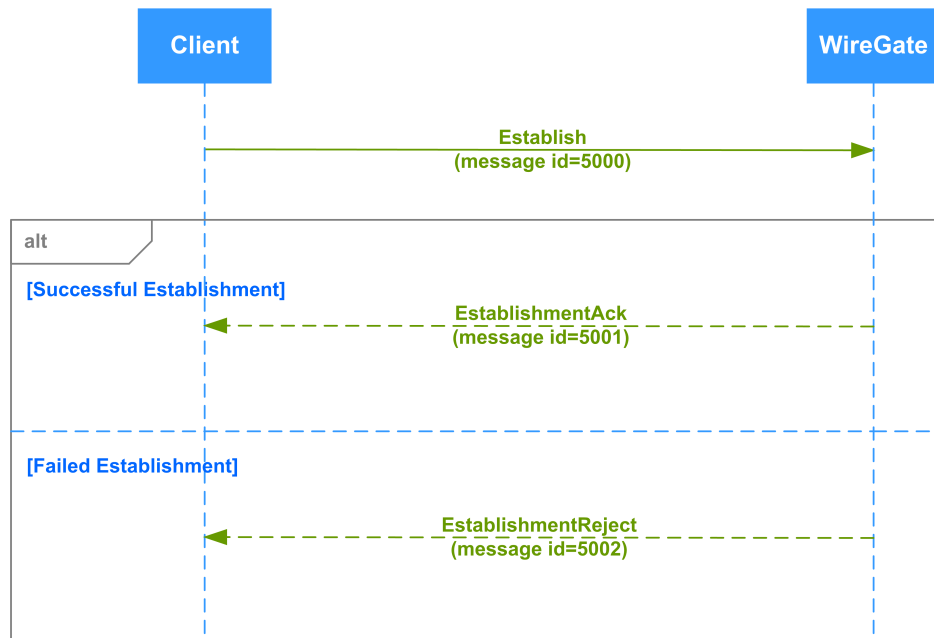 Client
WireGate
Establish
(message id=5000)
alt
[Successful Establishment]
EstablishmentAck
(message id=5001)
[Failed Establishment]
EstablishmentReject
(message id=5002)